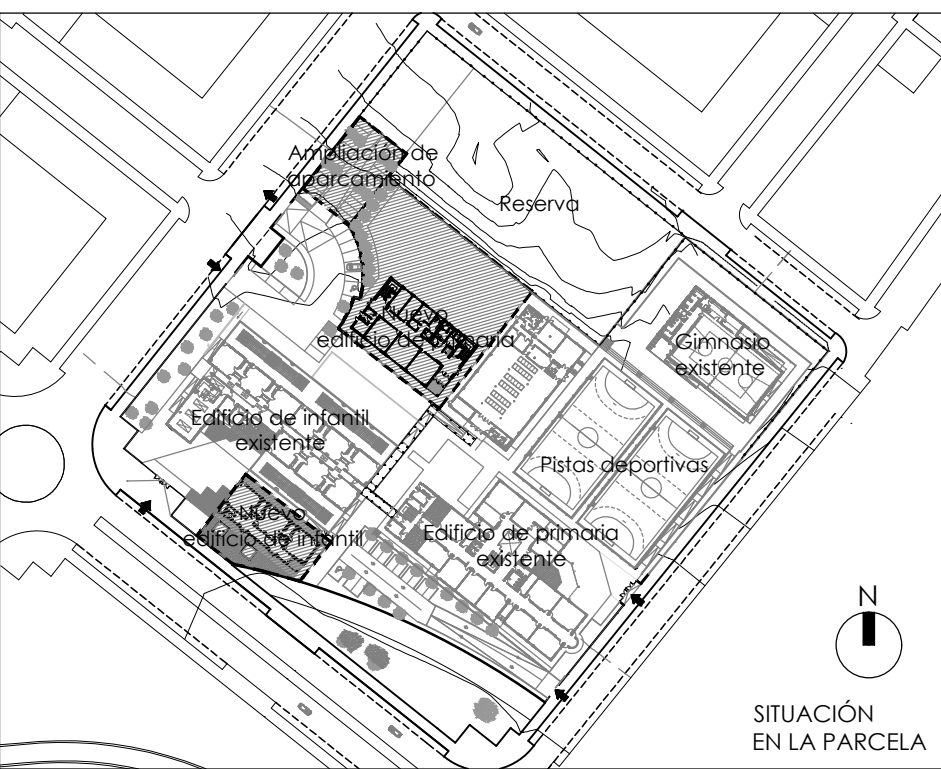 Ampliación de
aparcamiento
Reserva
Nuevo
edificio de primaria
Gimnasio
existente
Edificio de infantil
existente
Pistas deportivas
Nuevo
edificio de infantil
Edificio de primaria
existente
N
SITUACIÓN
EN LA PARCELA